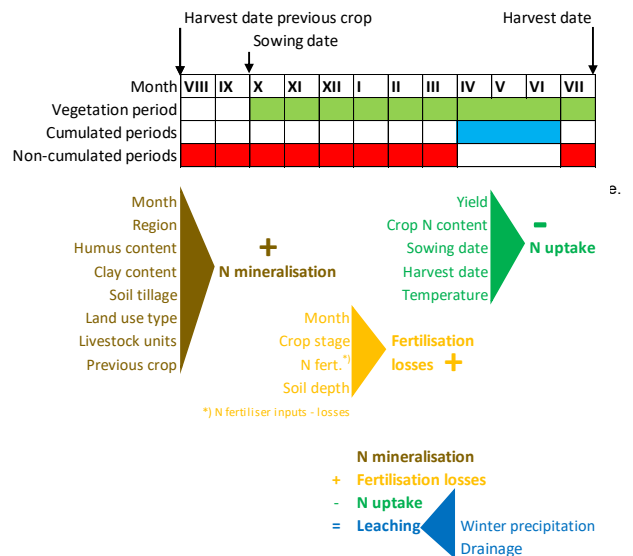 Harvest date previous crop
Harvest date
Sowing date
Month VIII IX X XI XII I II III IV V VI VII
Vegetation period
Cumulated periods
Non-cumulated periods
e.
Month
Region
Humus content
Clay content
Soil tillage
Land use type
Livestock units
Previous crop
+
N mineralisation
Yield
Crop N content
Sowing date
Harvest date
Temperature
-
N uptake
Month
Crop stage
N fert.*)
Soil depth
Fertilisation
losses +
*) N fertiliser inputs - losses
N mineralisation
+ Fertilisation losses
- N uptake
= Leaching
Winter precipitation
Drainage